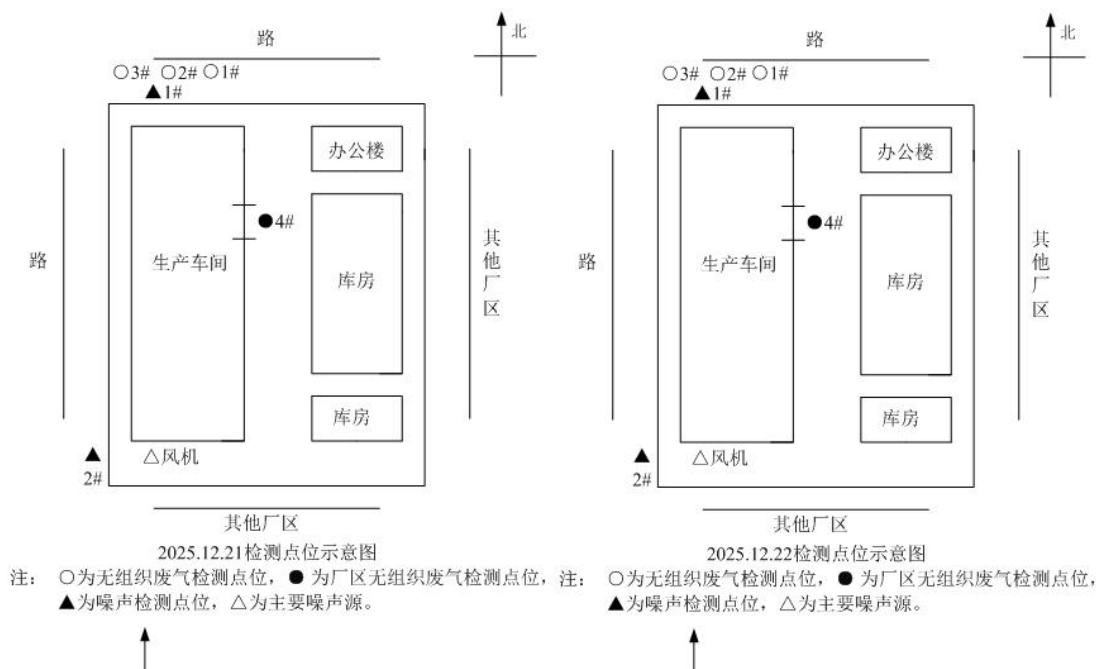 路
北
○3# ○2# ○1#
▲1#
办公楼
●4#
路
生产车间
库房
其他厂区
库房
▲
2#
△风机
其他厂区
2025.12.21检测点位示意图
注： ○为无组织废气检测点位，● 为厂区无组织废气检测点位，
▲为噪声检测点位，△为主要噪声源。
路
北
○3# ○2# ○1#
▲1#
办公楼
●4#
路
生产车间
库房
其他厂区
库房
▲
2#
△风机
其他厂区
2025.12.22检测点位示意图
注： ○为无组织废气检测点位，● 为厂区无组织废气检测点位，
▲为噪声检测点位，△为主要噪声源。